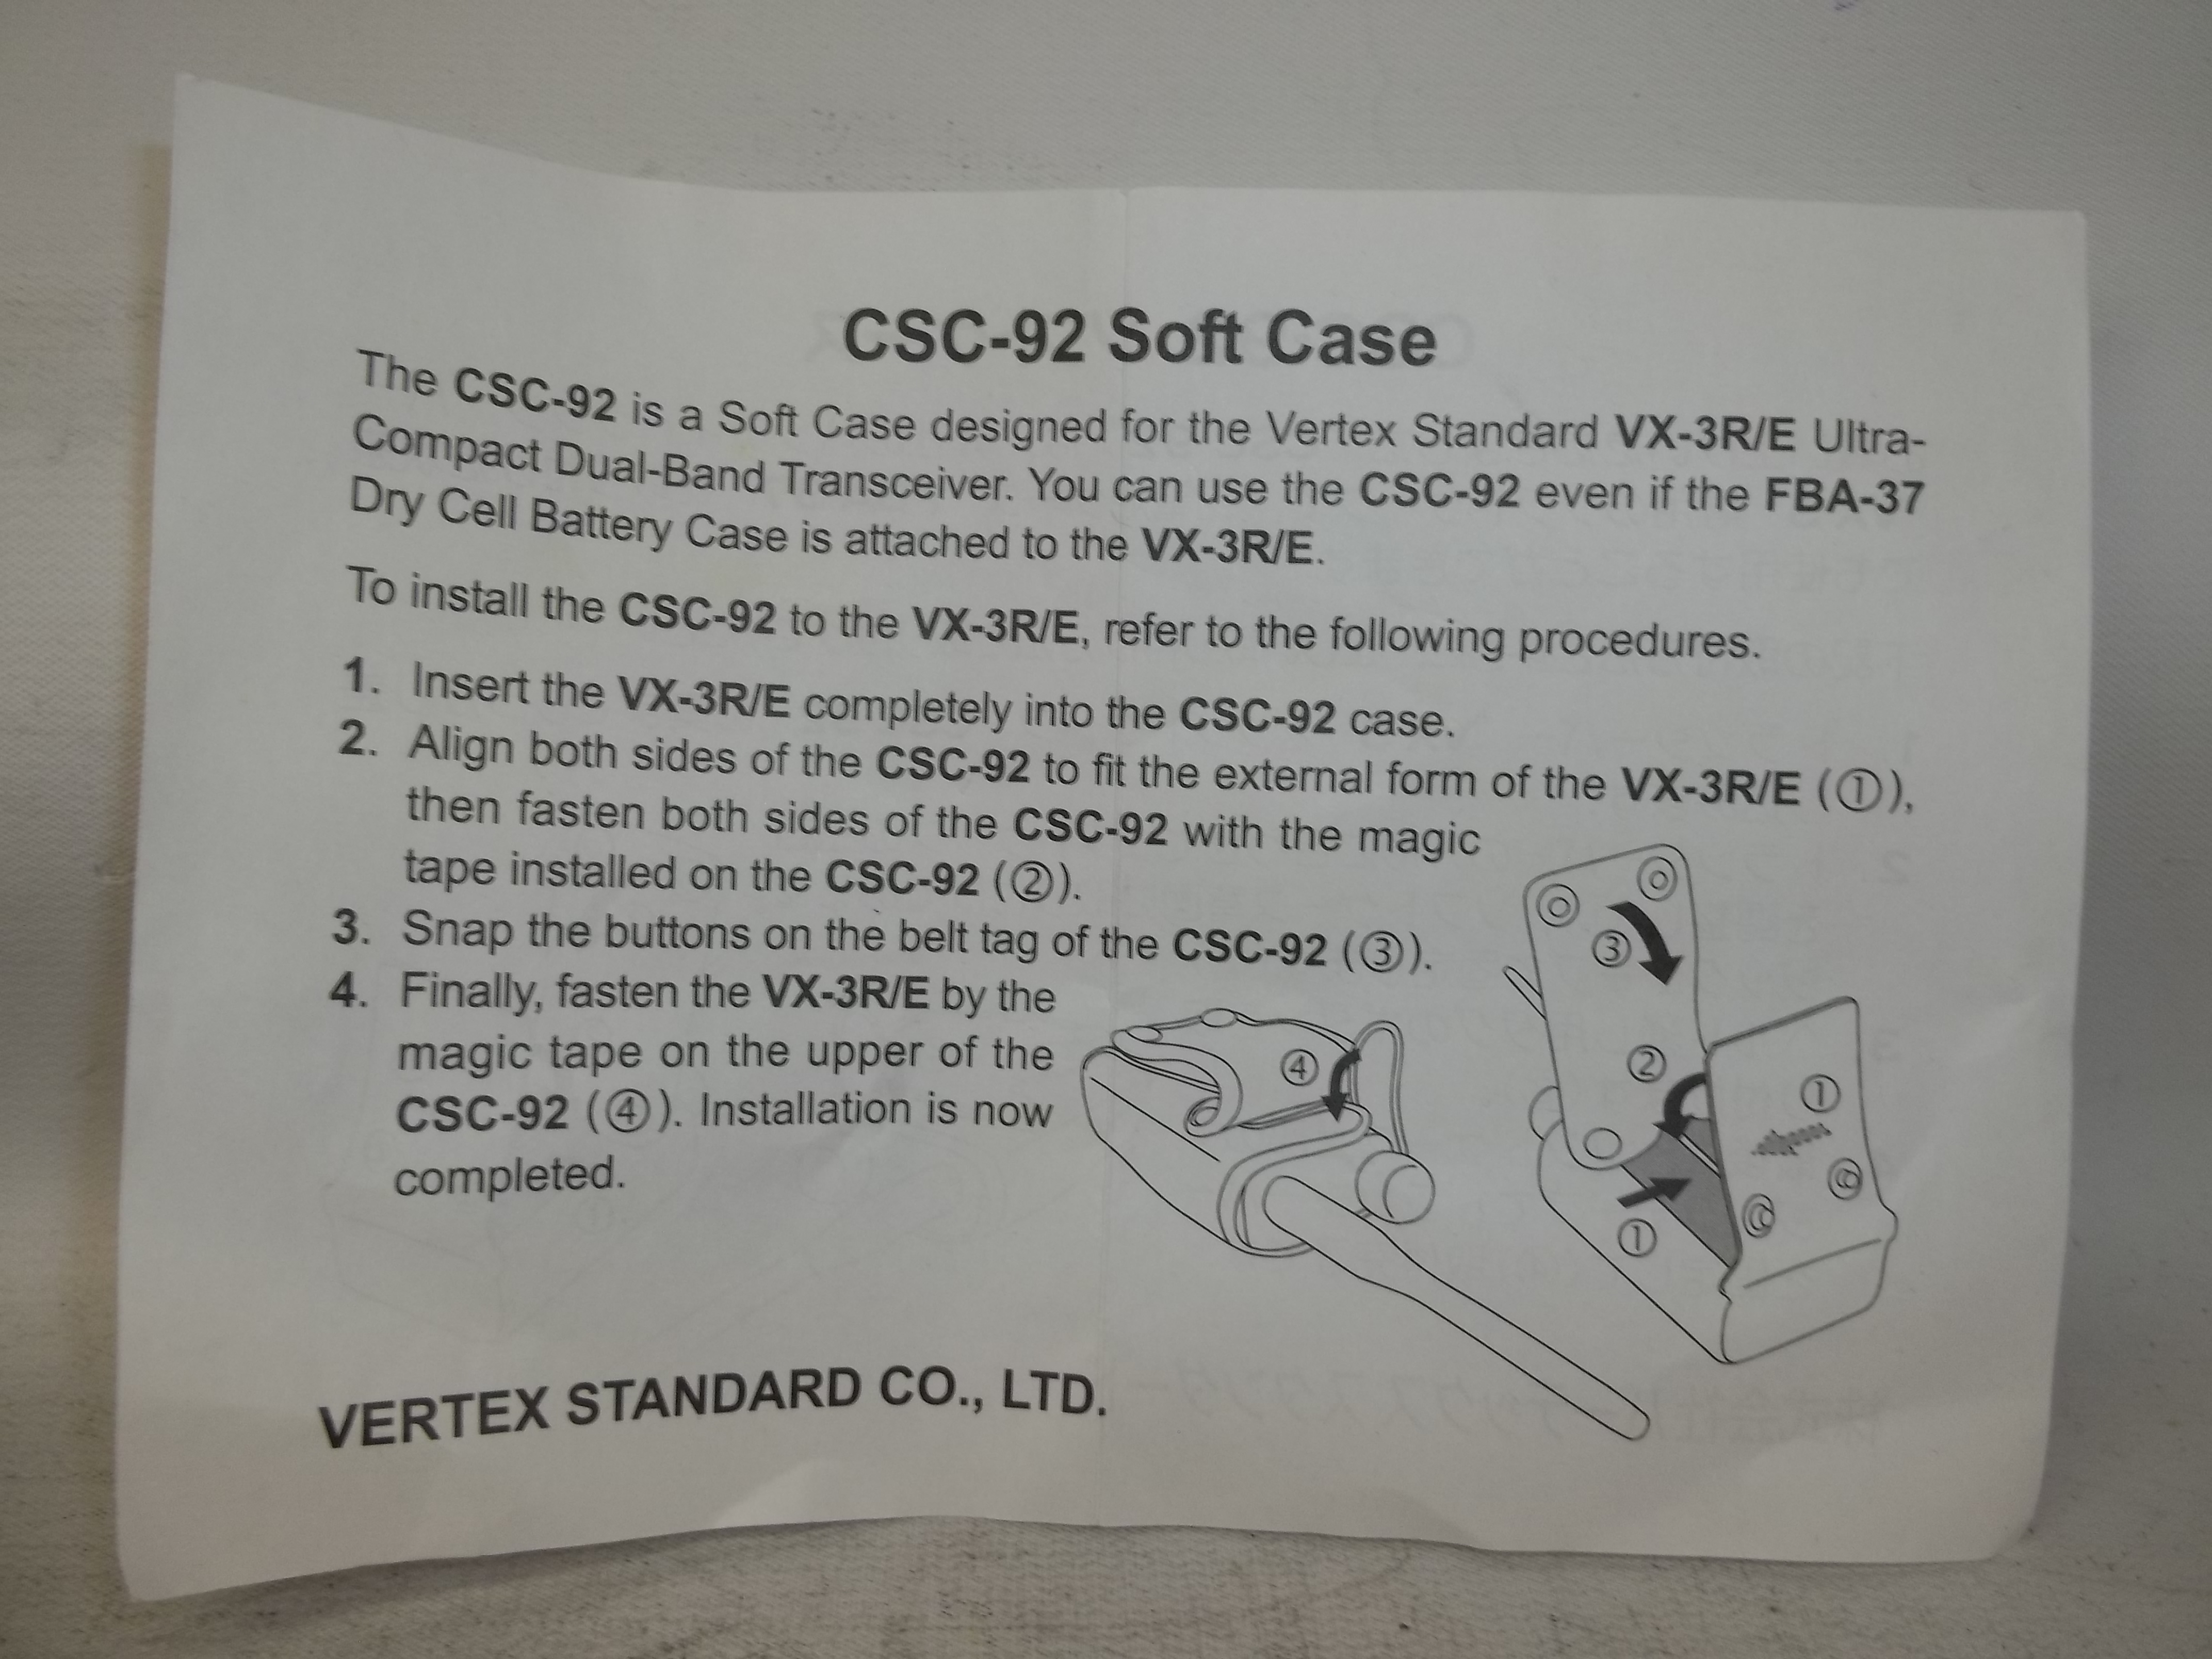 CSC-92 Soft Case
The CSC-92 is a Soft Case designed for the Vertex Standard VX-3R/E Ultra-
Compact Dual-Band Transceiver. You can use the CSC-92 even if the FBA-37
Dry Cell Battery Case is attached to the VX-3R/E.
To install the CSC-92 to the VX-3R/E, refer to the following procedures.
1. Insert the VX-3R/E completely into the CSC-92 case.
2. Align both sides of the CSC-92 to fit the external form of the VX-3R/E (①),
then fasten both sides of the CSC-92 with the magic
tape installed on the CSC-92 (②).
3. Snap the buttons on the belt tag of the CSC-92 (③).
4. Finally, fasten the VX-3R/E by the
magic tape on the upper of the
CSC-92 (④). Installation is now
completed.
④
③
②
①
①
VERTEX STANDARD CO., LTD.